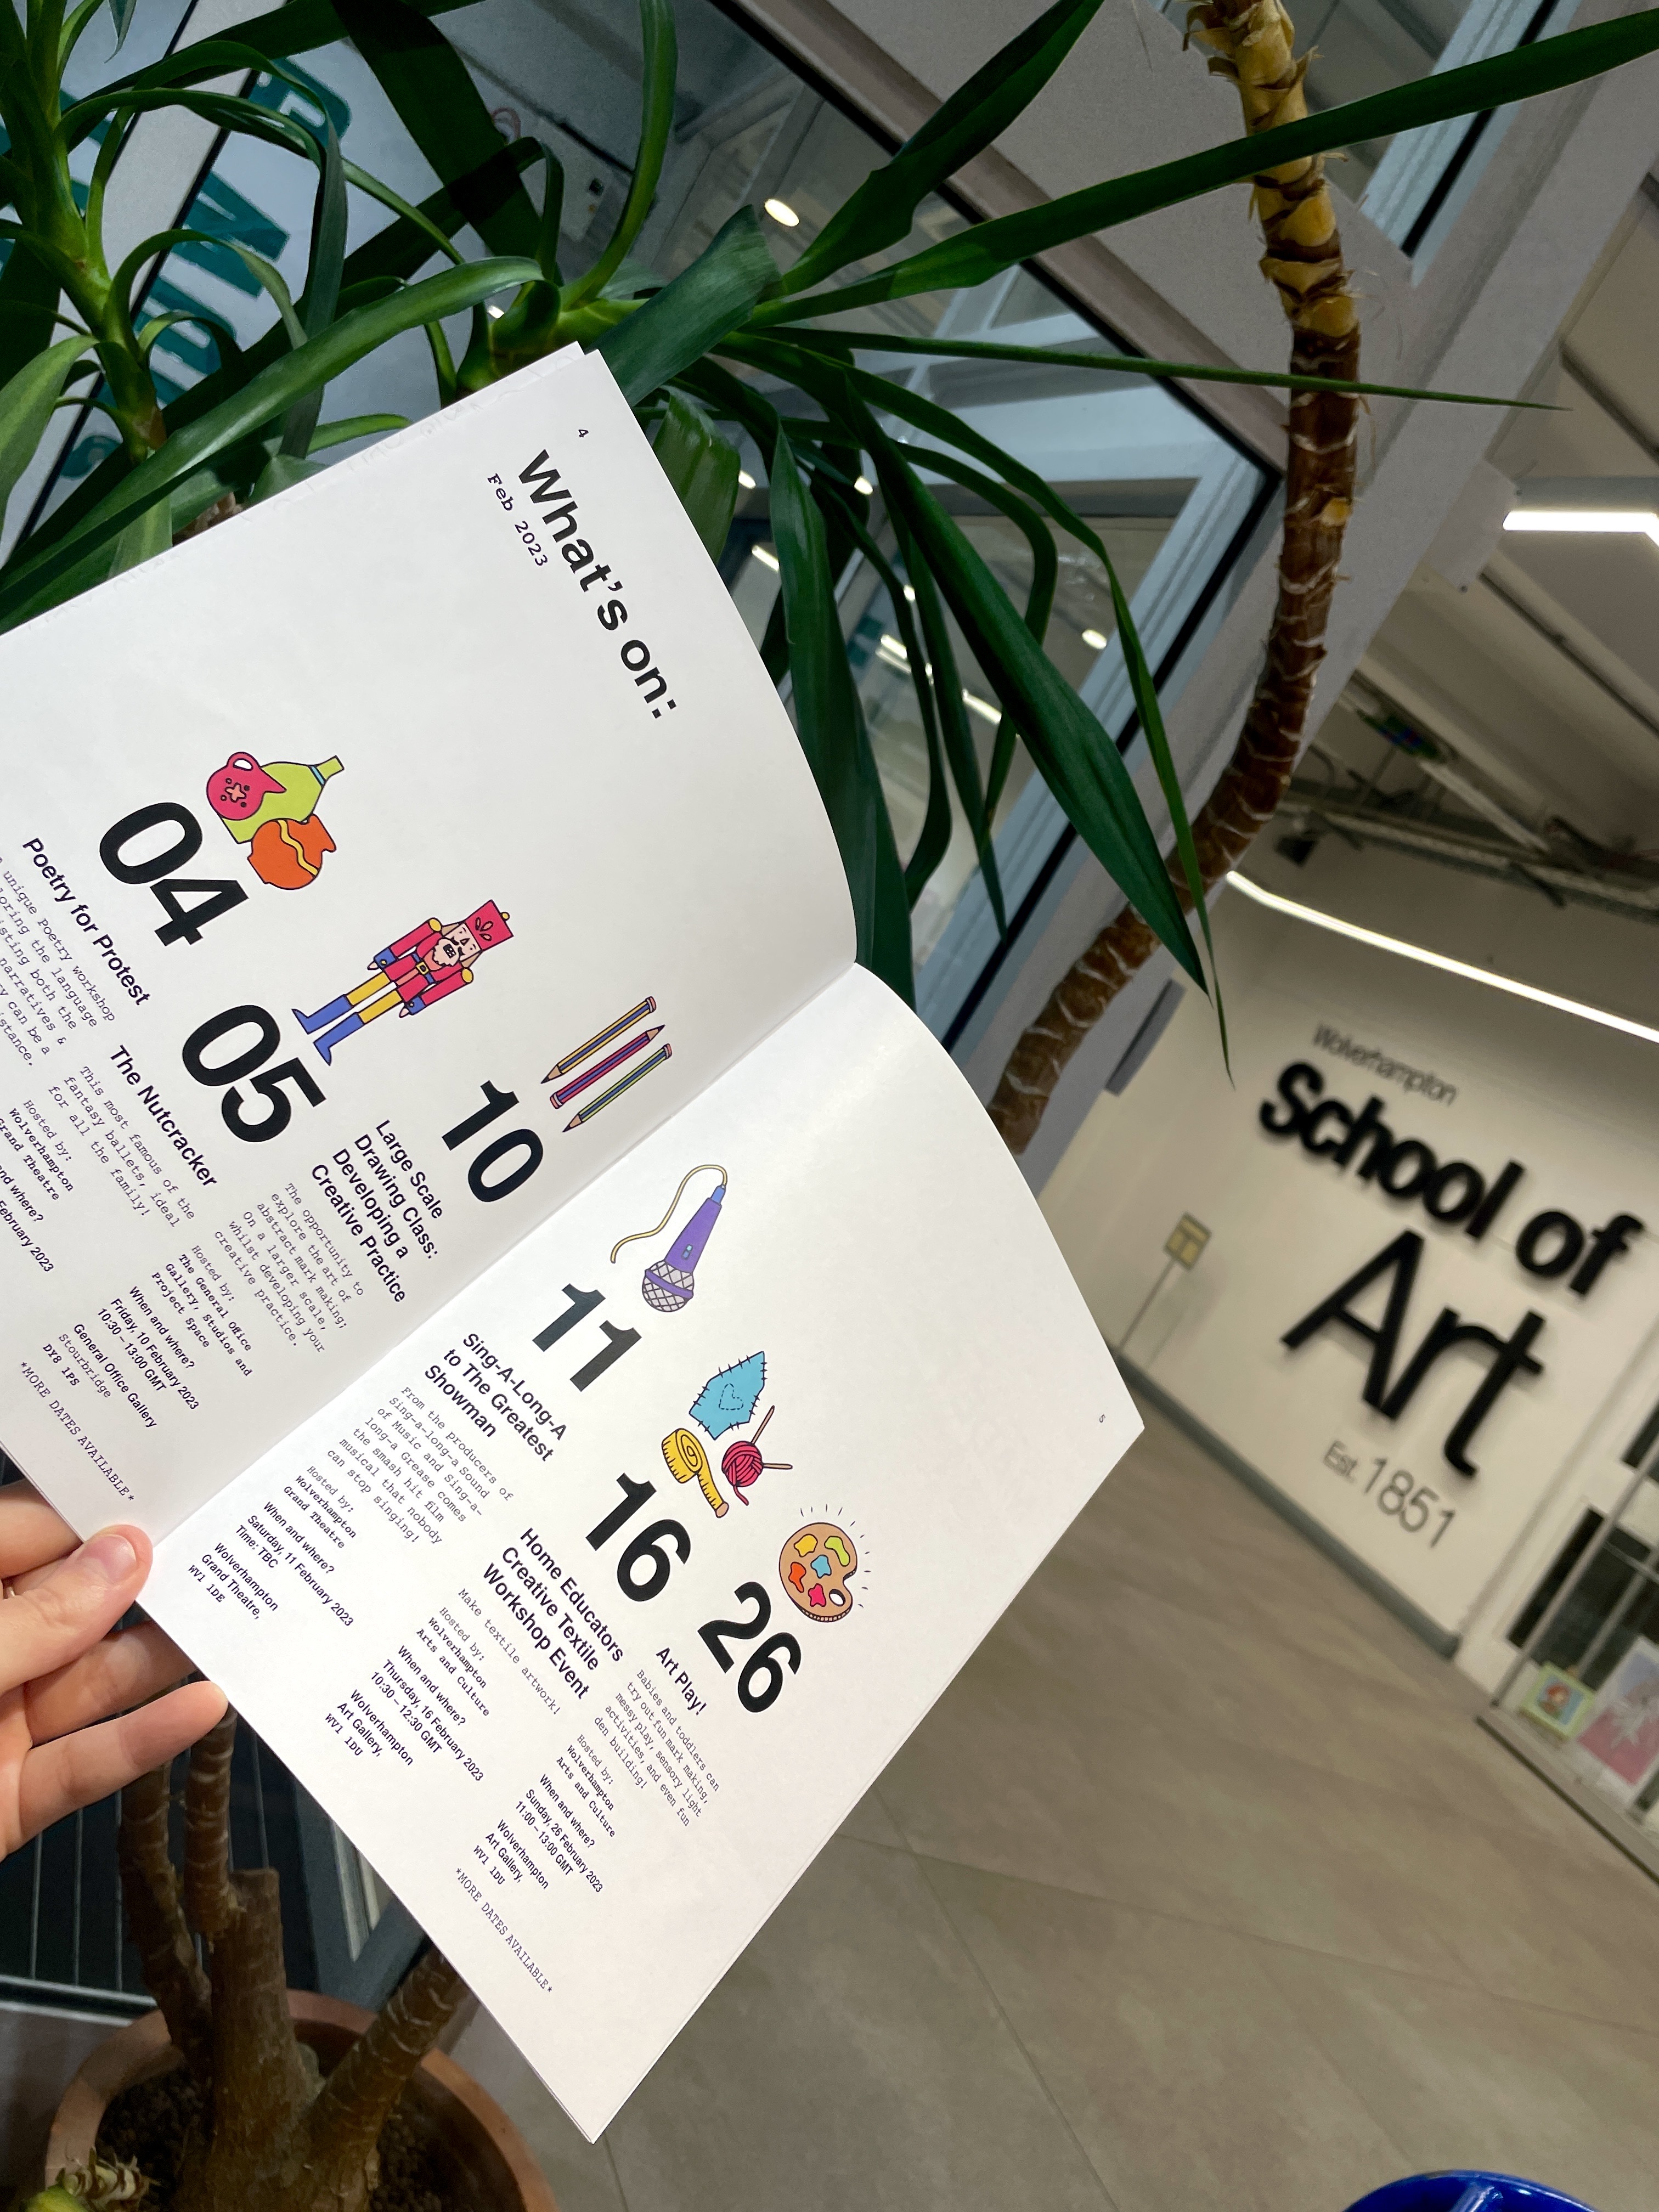 4
What's on:
Feb 2023
04
Poetry for Protest
unique poetry workshop
the language
both the
narratives &
can be a
05
The Nutcracker
This most famous of the
fantasy ballets, ideal
for all the family!
Hosted by:
Wolverhampton
Grand Theatre
and where?
February 2023
10
Large Scale
Drawing Class:
Developing a
Creative Practice
The opportunity to
explore the art of
abstract mark making;
On a larger scale,
whilst developing your
creative practice.
Hosted by:
The General Office
Gallery, Studios and
Project Space
When and where?
Friday, 10 February 2023
10:30 – 13:00 GMT
General Office Gallery
Stourbridge
DY8 1PS
*MORE DATES AVAILABLE*
5
11
Sing-A-Long-A
to The Greatest
Showman
From the producers of
Sing-a-long-a Sound
of Music and Sing-a-
long-a Grease comes
the smash hit film
musical that nobody
can stop singing!
Hosted by:
Wolverhampton
Grand Theatre
When and where?
Saturday, 11 February 2023
Time: TBC
Wolverhampton
Grand Theatre,
WV1 1DE
16
Home Educators
Creative Textile
Workshop Event
Make textile artwork!
Hosted by:
Wolverhampton
Arts and Culture
When and where?
Thursday, 16 February 2023
10:30 – 12:30 GMT
Wolverhampton
Art Gallery,
WV1 1DU
26
Art Play!
Babies and toddlers can
try out fun mark making,
messy play, sensory light
activities, and even fun
den building!
Hosted by:
Wolverhampton
Arts and Culture
When and where?
Sunday, 26 February 2023
11:00 – 13:00 GMT
Wolverhampton
Art Gallery,
WV1 1DU
*MORE DATES AVAILABLE*
Wolverhampton
School of
Art
Est. 1851